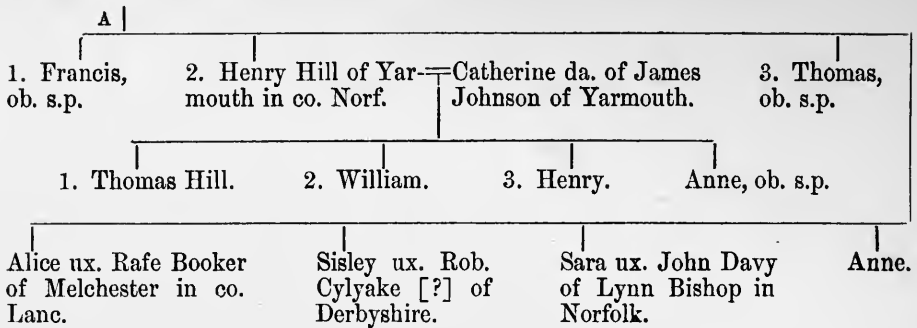 A
1. Francis,
ob. s.p.
2. Henry Hill of Yar-
mouth in co. Norf.
Catherine da. of James
Johnson of Yarmouth.
3. Thomas,
ob. s.p.
1. Thomas Hill.
2. William.
3. Henry.
Anne, ob. s.p.
Alice ux. Rafe Booker
of Melchester in co.
Lanc.
Sisley ux. Rob.
Cylyake [?] of
Derbyshire.
Sara ux. John Davy
of Lynn Bishop in
Norfolk.
Anne.